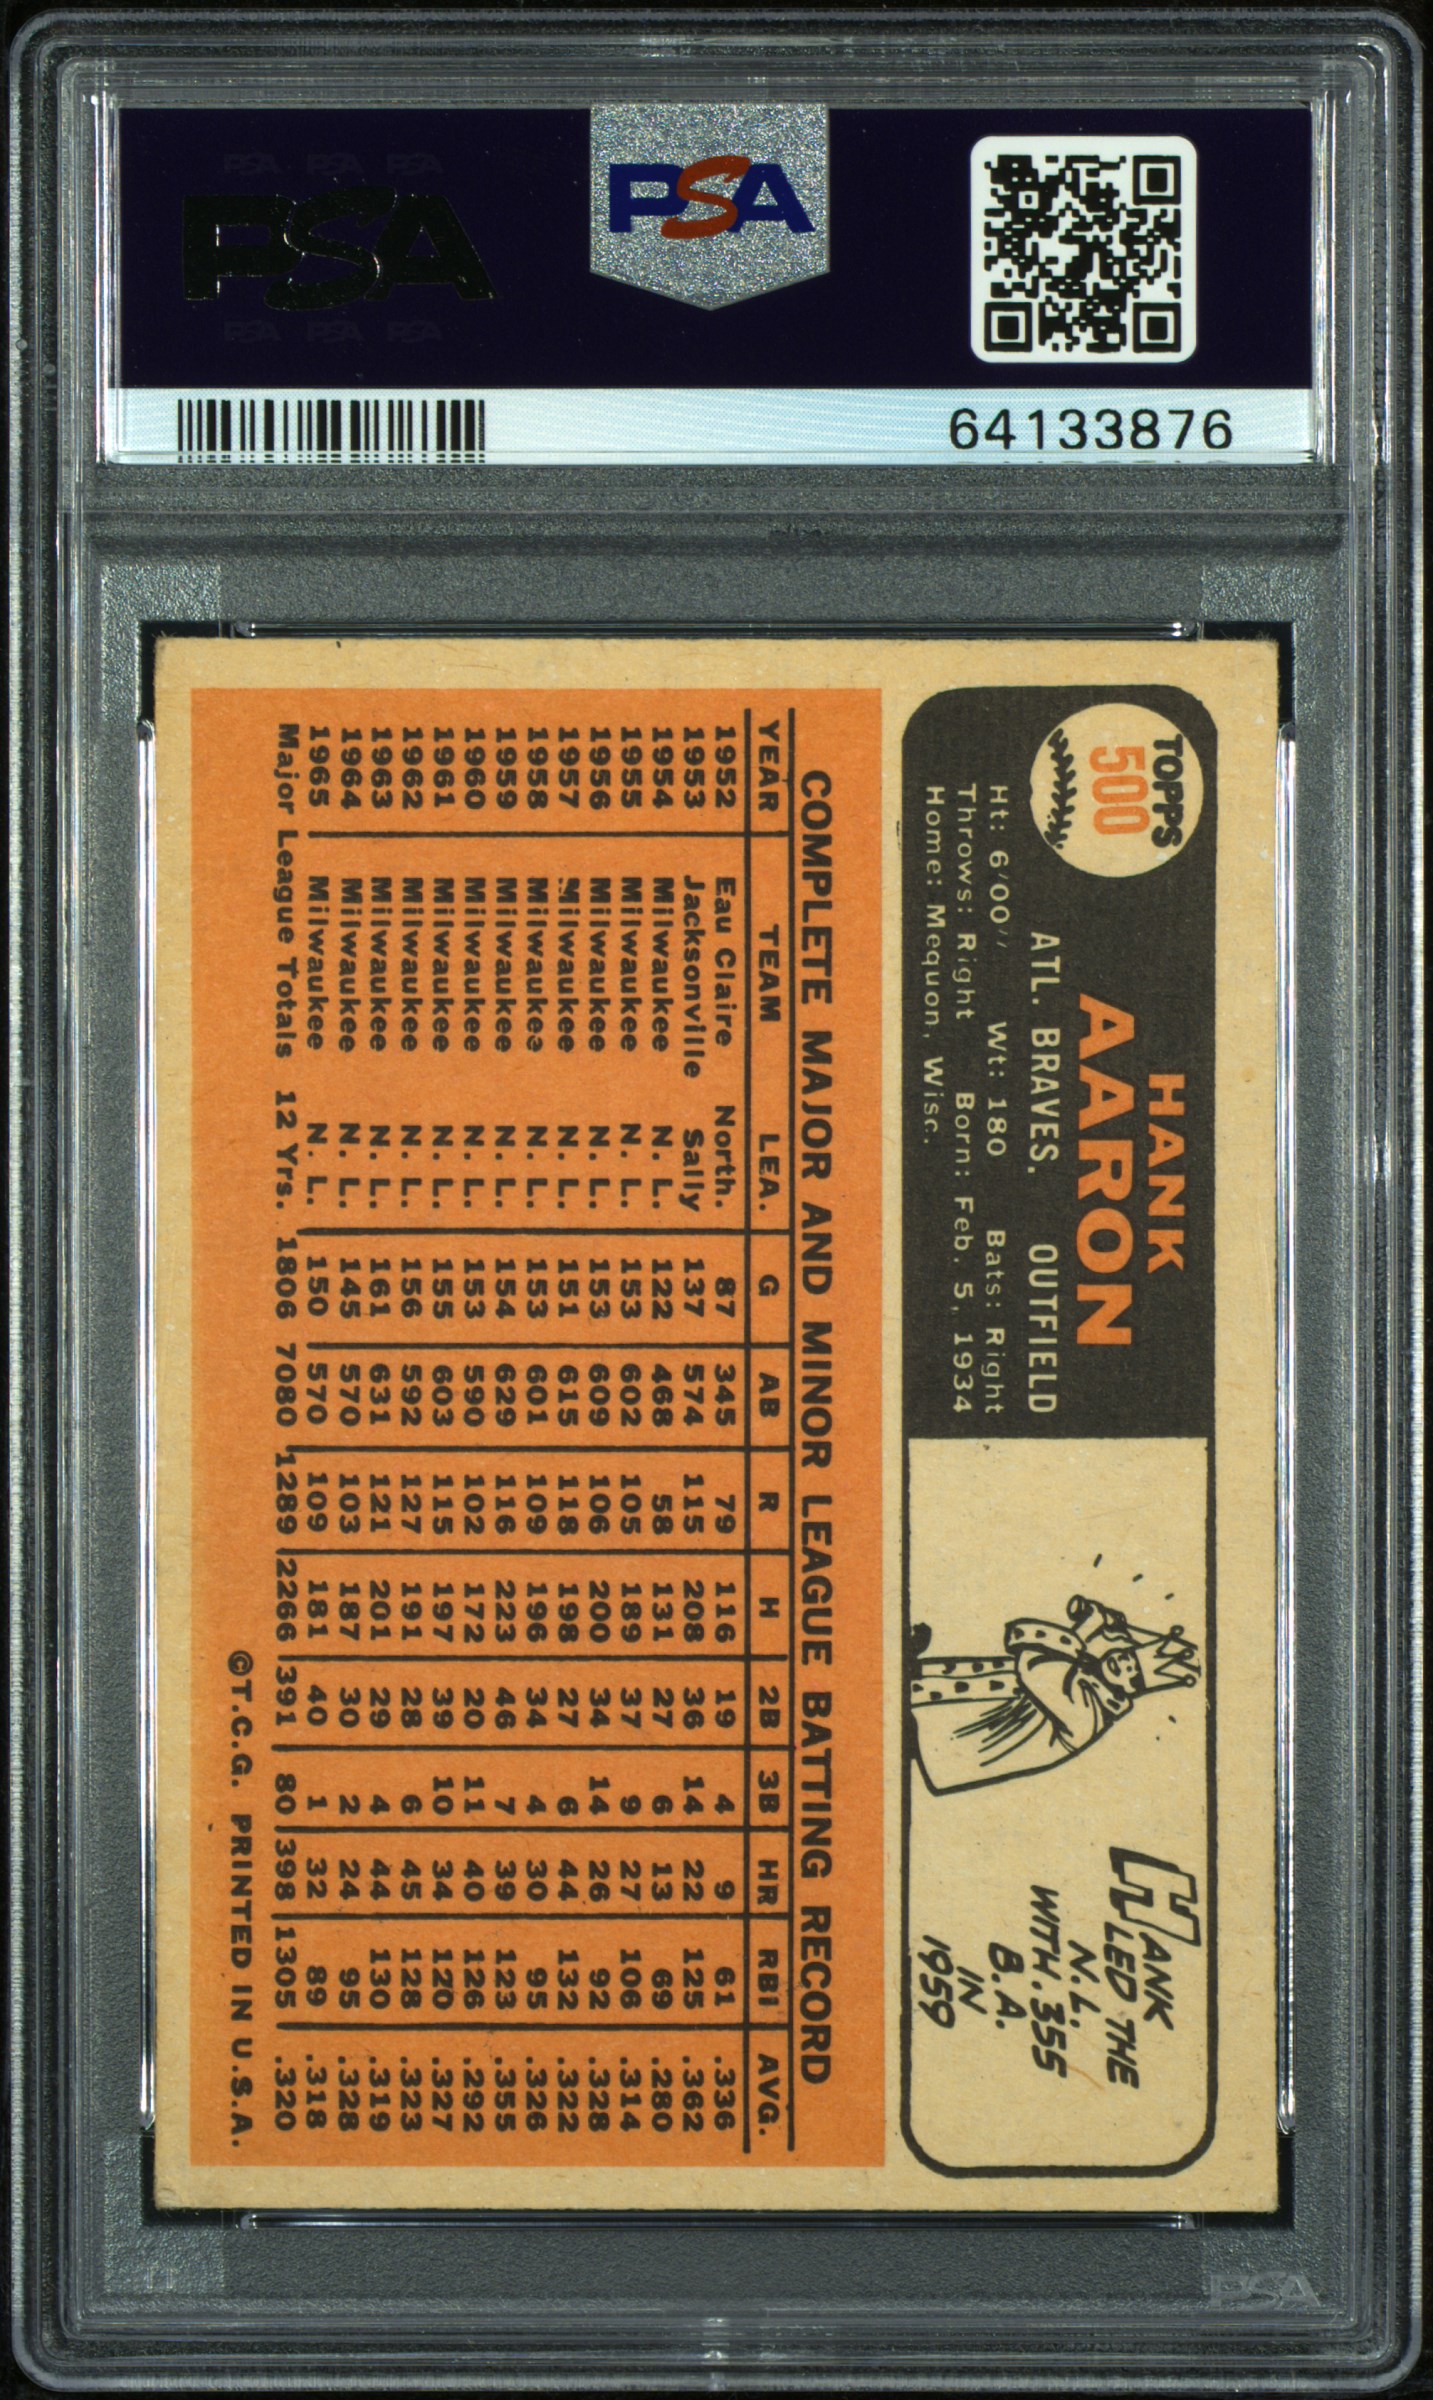 PSA PSA PSA
PSA
PSA PSA PSA
PSA
64133876
TOPPS
500
HANK
AARON
ATL. BRAVES. OUTFIELD
Ht: 6'00" Wt: 180 Bats: Right
Throws: Right Born: Feb. 5, 1934
Home: Mequon, Wisc.
HANK
LED THE
N.L.
WITH .355
B.A.
IN
1959
COMPLETE MAJOR AND MINOR LEAGUE BATTING RECORD
YEAR TEAM LEA. G AB R H 2B 3B HR RBI AVG.
1952 Eau Claire North. 87 345 79 116 19 4 9 61 .336
1953 Jacksonville Sally 137 574 115 208 36 14 22 125 .362
1954 Milwaukee N. L. 122 468 58 131 27 6 13 69 .280
1955 Milwaukee N. L. 153 602 105 189 37 9 27 106 .314
1956 Milwaukee N. L. 153 609 106 200 34 14 26 92 .328
1957 Milwaukee N. L. 151 615 118 198 27 6 44 132 .322
1958 Milwaukee N. L. 153 601 109 196 34 4 30 95 .326
1959 Milwaukee N. L. 154 629 116 223 46 7 39 123 .355
1960 Milwaukee N. L. 153 590 102 172 20 11 40 126 .292
1961 Milwaukee N. L. 155 603 115 197 39 10 34 120 .327
1962 Milwaukee N. L. 156 592 127 191 28 6 45 128 .323
1963 Milwaukee N. L. 161 631 121 201 29 4 44 130 .319
1964 Milwaukee N. L. 145 570 103 187 30 2 24 95 .328
1965 Milwaukee N. L. 150 570 109 181 40 1 32 89 .318
Major League Totals 12 Yrs. 1806 7080 1289 2266 391 80 398 1305 .320
©T.C.G. PRINTED IN U.S.A.
PSA